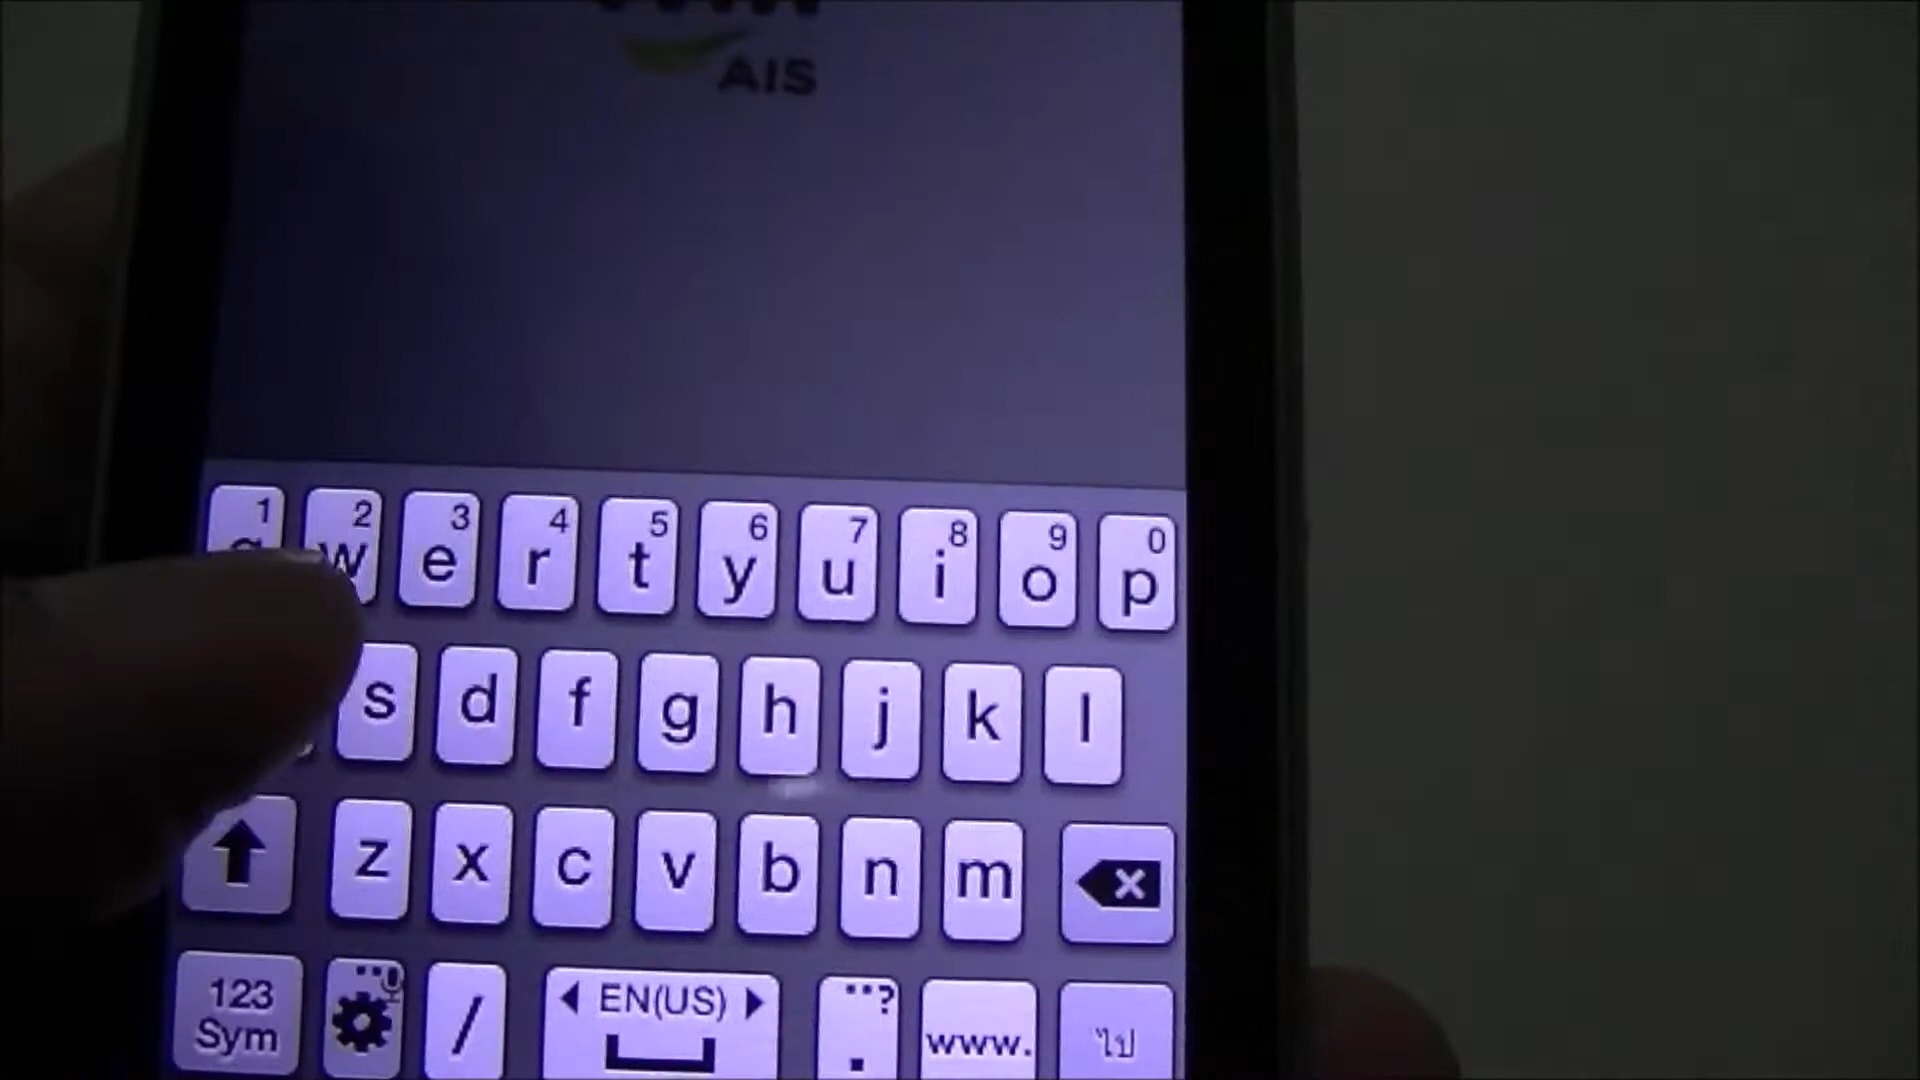 AIS
1 2 3 4 5 6 7 8 9 0
w e r t y u i o p
s d f g h j k l
z x c v b n m
123 EN(US) ?
Sym / . www. ไป